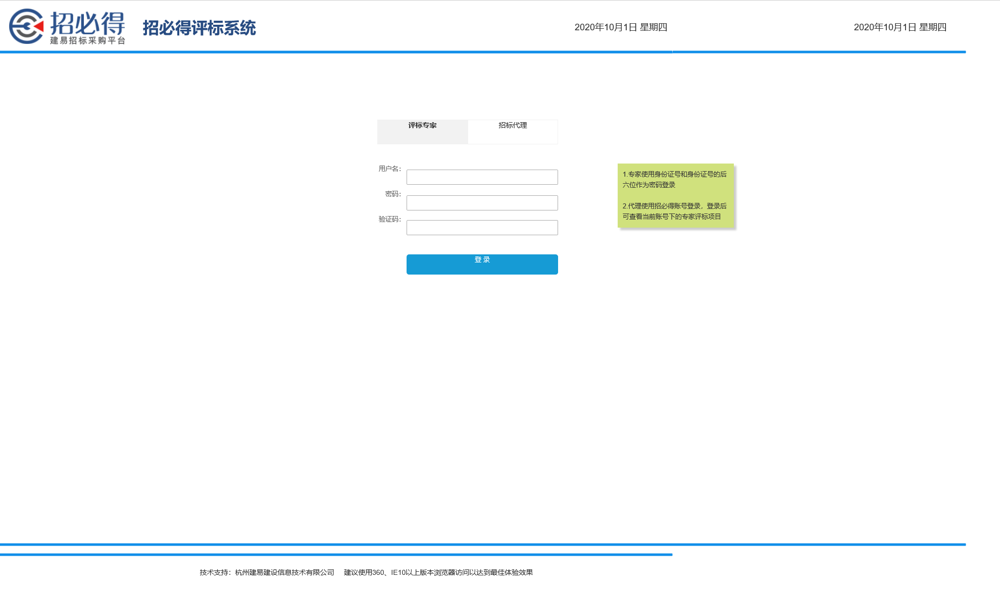 招必得
建易招标采购平台
招必得评标系统
2020年10月1日 星期四
2020年10月1日 星期四
评标专家
招标代理
用户名：
密码：
验证码：
登 录
1.专家使用身份证号和身份证号的后
六位作为密码登录
2.代理使用招必得账号登录，登录后
可查看当前账号下的专家评标项目
技术支持：杭州建易建设信息技术有限公司 建议使用360、IE10以上版本浏览器访问以达到最佳体验效果